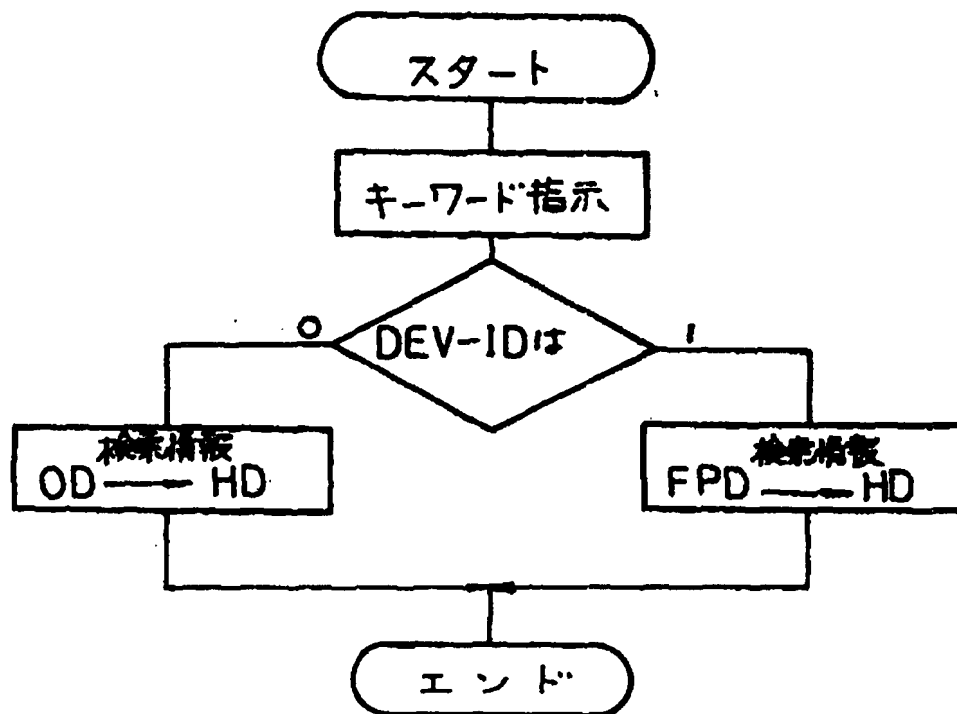 スタート
キーワード指示
DEV-IDは
0
1
検索情報
OD → HD
検索情報
FPD → HD
エンド